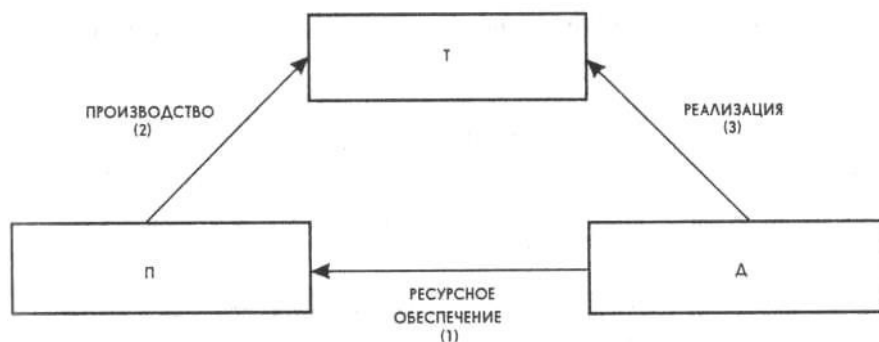 Т
ПРОИЗВОДСТВО
(2)
РЕАЛИЗАЦИЯ
(3)
П
Д
РЕСУРСНОЕ
ОБЕСПЕЧЕНИЕ
(1)